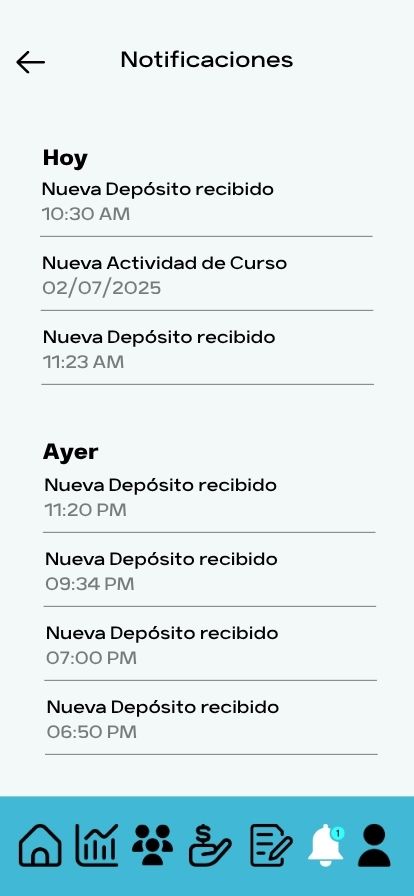 Notificaciones
Hoy
Nueva Depósito recibido
10:30 AM
Nueva Actividad de Curso
02/07/2025
Nueva Depósito recibido
11:23 AM
Ayer
Nueva Depósito recibido
11:20 PM
Nueva Depósito recibido
09:34 PM
Nueva Depósito recibido
07:00 PM
Nueva Depósito recibido
06:50 PM
$
1